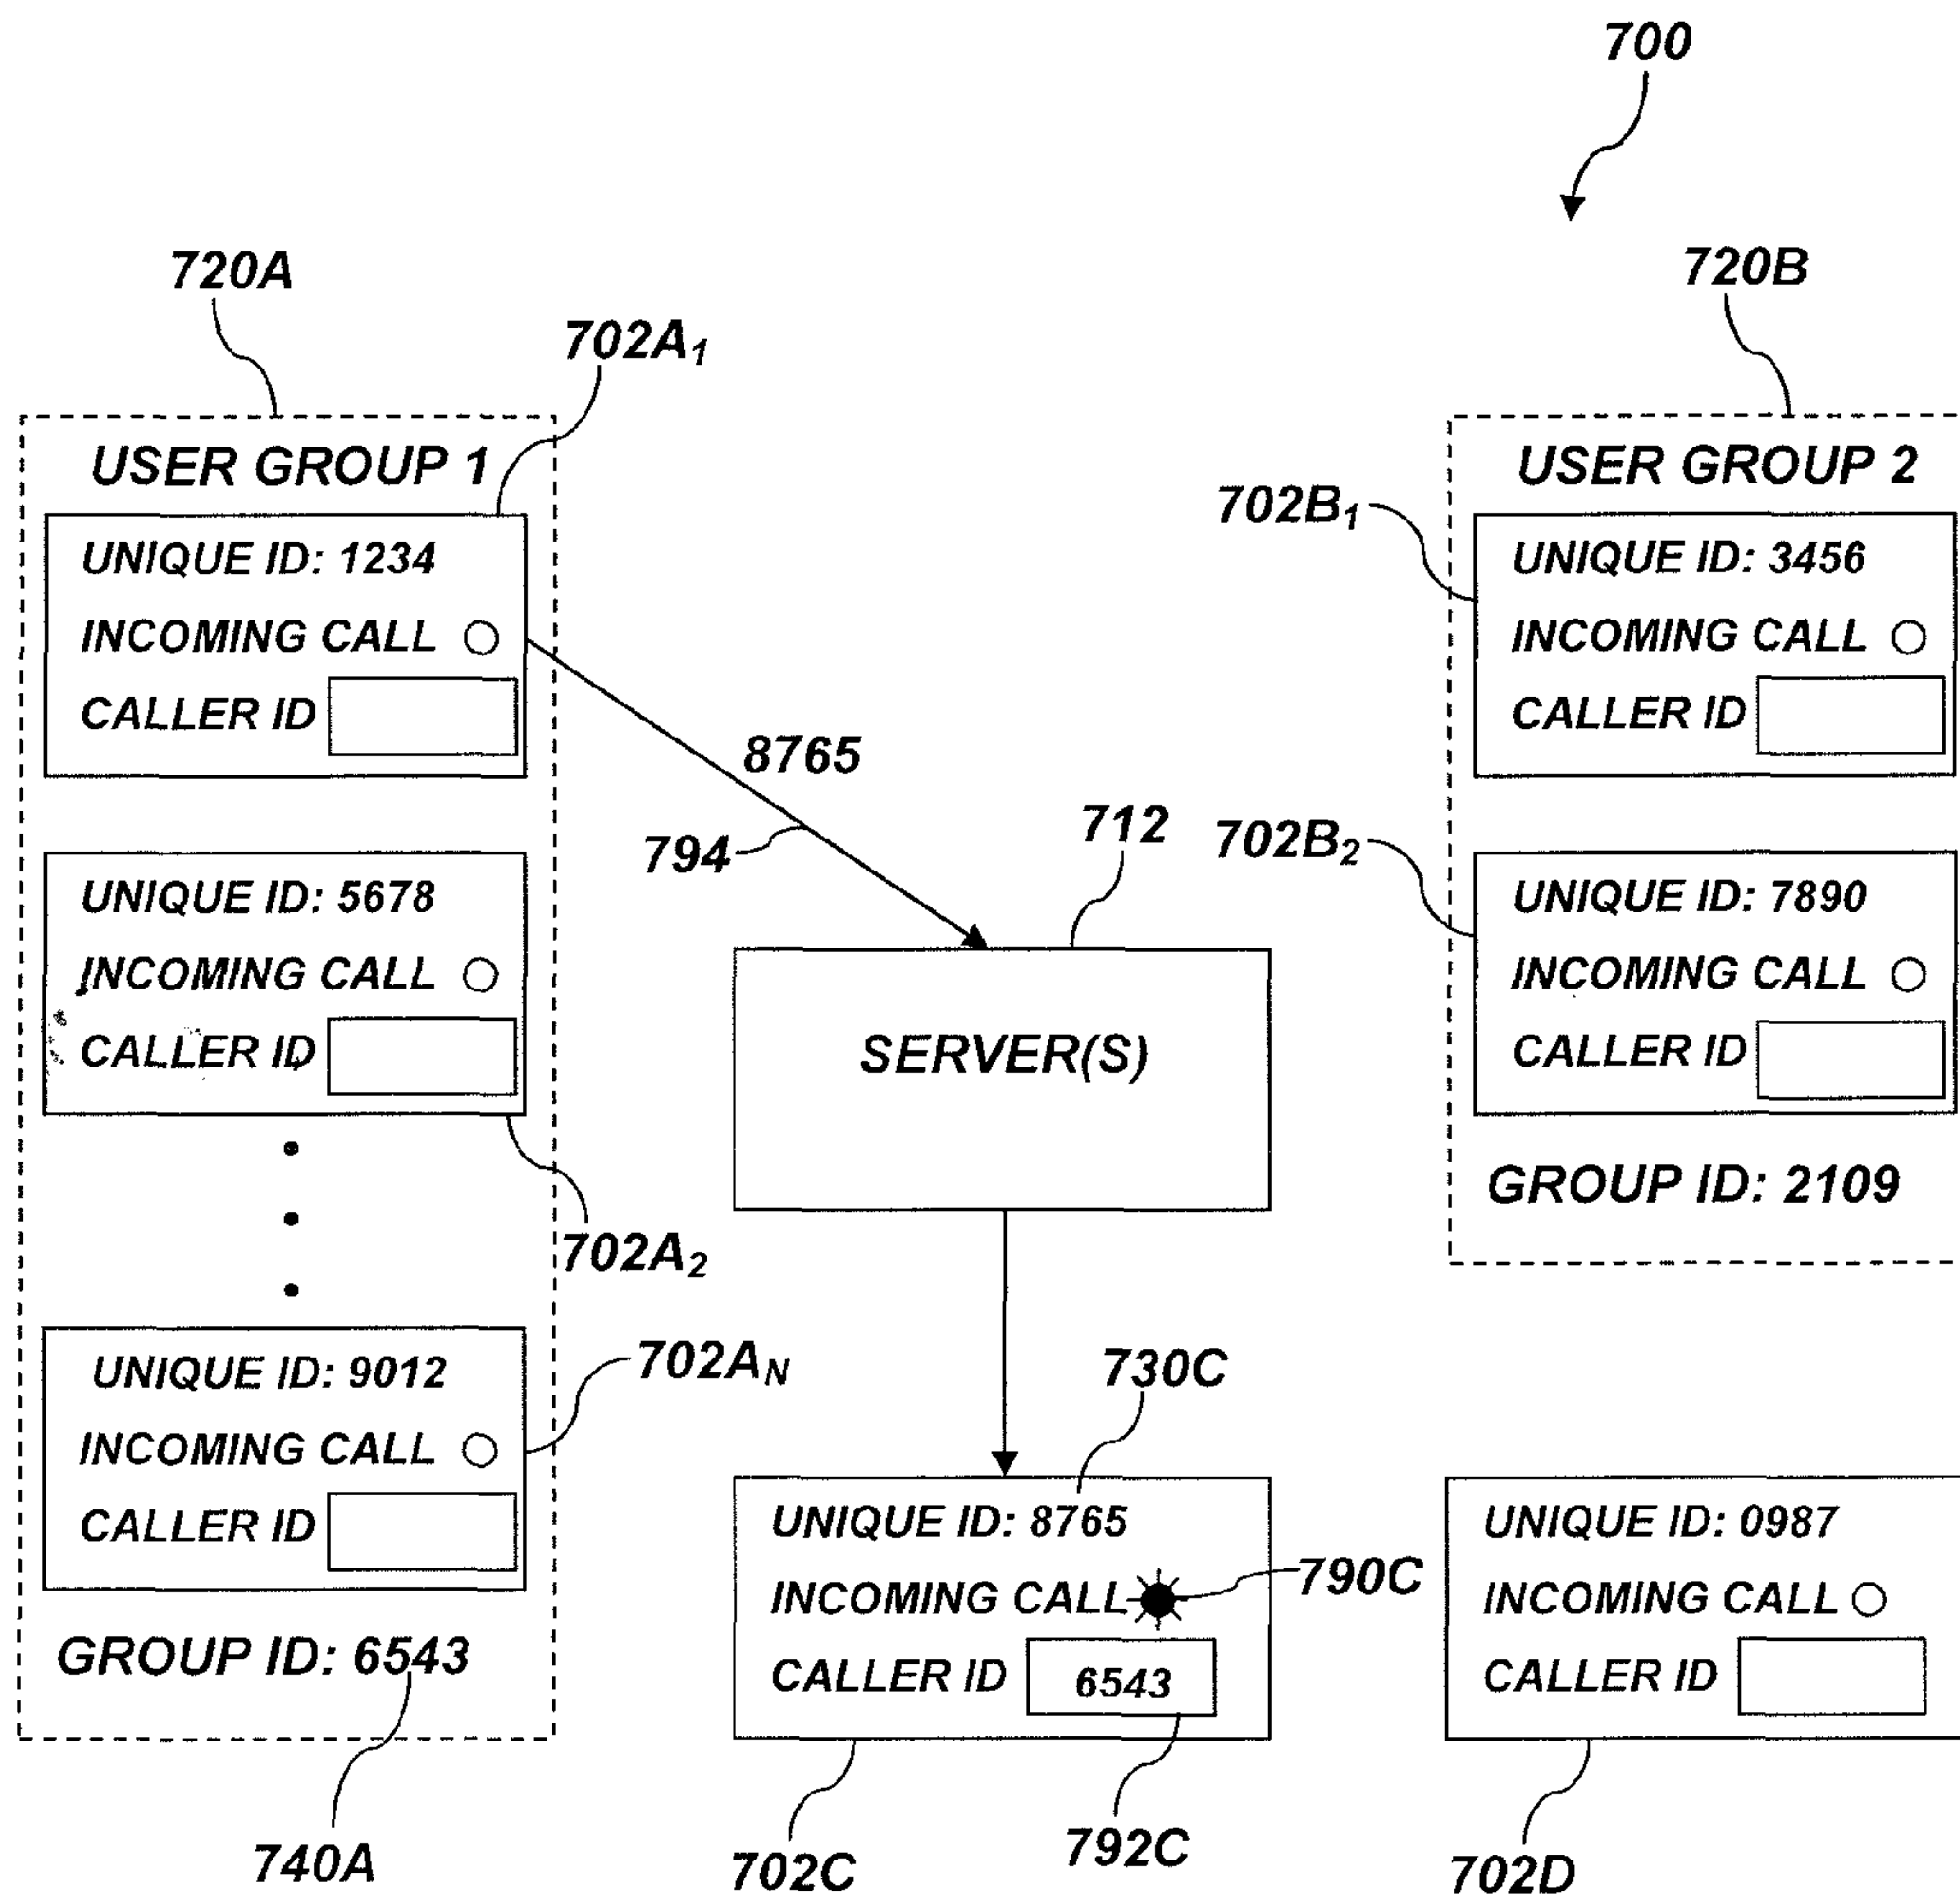 700
720A
720B
702A1
USER GROUP 1
UNIQUE ID: 1234
INCOMING CALL
CALLER ID
8765
794
712
UNIQUE ID: 5678
INCOMING CALL
CALLER ID
702A2
UNIQUE ID: 9012
INCOMING CALL
CALLER ID
702AN
GROUP ID: 6543
740A
SERVER(S)
730C
UNIQUE ID: 8765
INCOMING CALL
790C
CALLER ID 6543
792C
702C
USER GROUP 2
702B1
UNIQUE ID: 3456
INCOMING CALL
CALLER ID
702B2
UNIQUE ID: 7890
INCOMING CALL
CALLER ID
GROUP ID: 2109
UNIQUE ID: 0987
INCOMING CALL
CALLER ID
702D